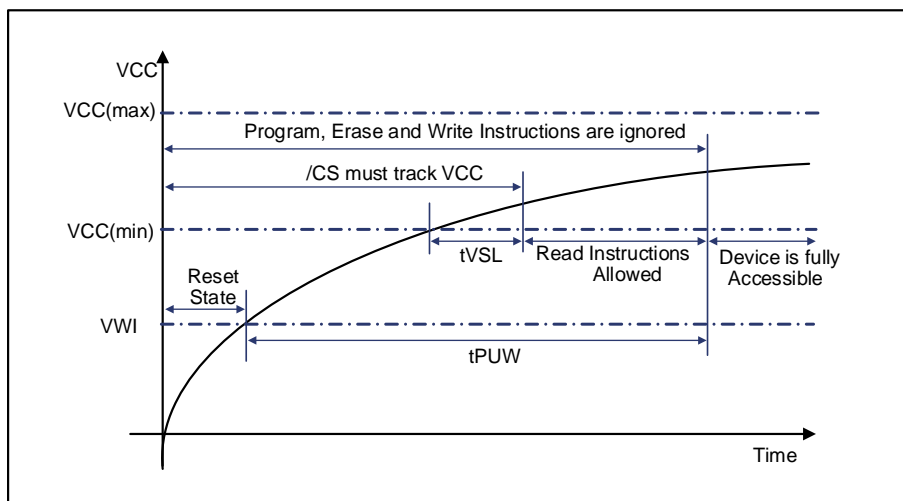 VCC
VCC(max)
Program, Erase and Write Instructions are ignored
/CS must track VCC
VCC(min)
tVSL
Read Instructions
Allowed
Device is fully
Accessible
Reset
State
VWI
tPUW
Time